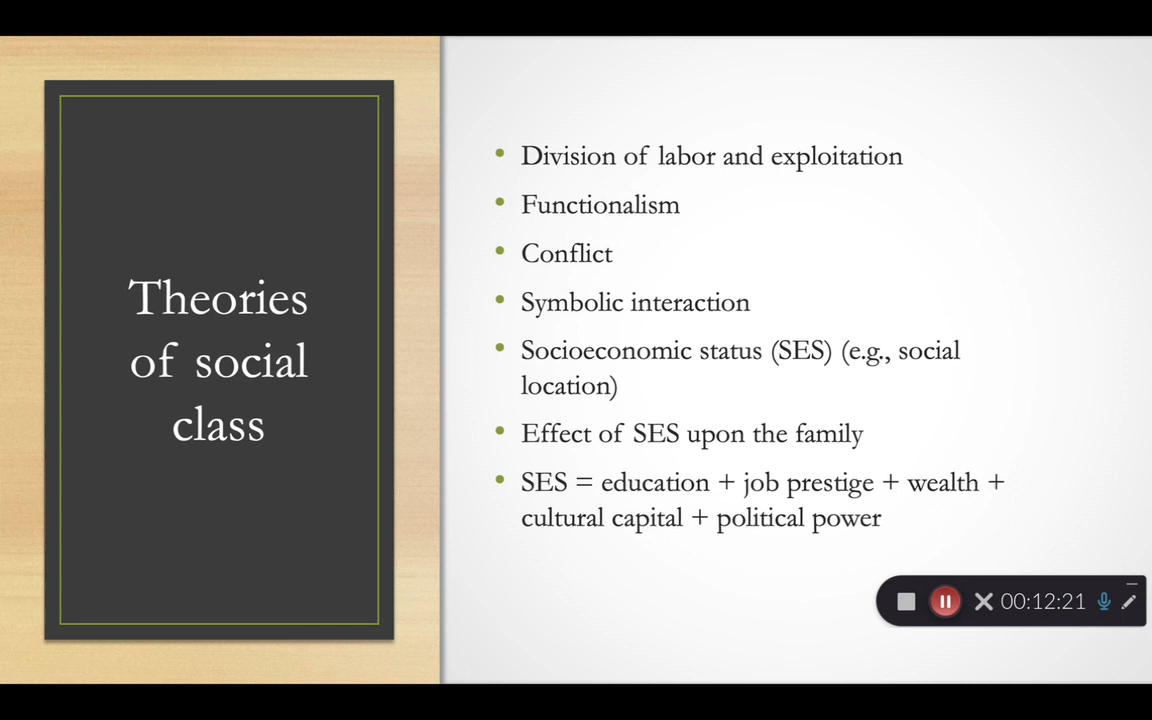 Theories
of social
class
• Division of labor and exploitation
• Functionalism
• Conflict
• Symbolic interaction
• Socioeconomic status (SES) (e.g., social
location)
• Effect of SES upon the family
• SES = education + job prestige + wealth +
cultural capital + political power
00:12:21